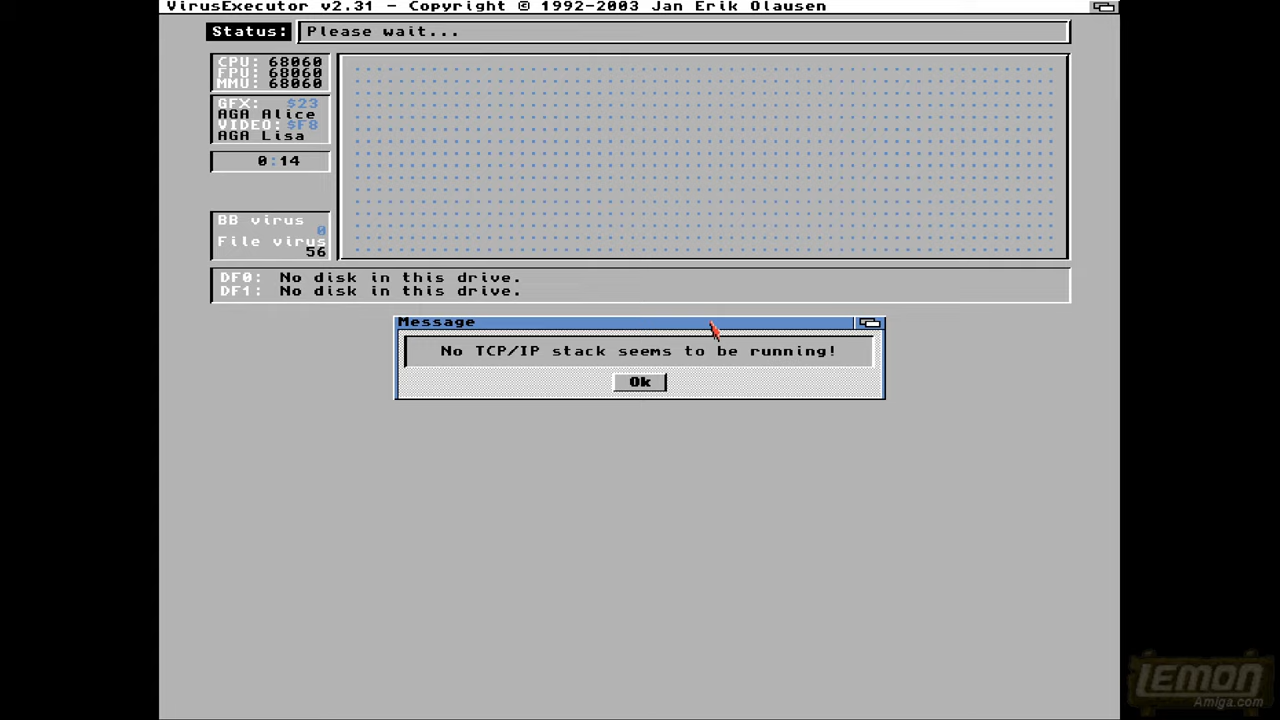 VirusExecutor v2.31 - Copyright © 1992-2003 Jan Erik Olausen
Status: Please wait...
CPU: 68060
FPU: 68060
MMU: 68060
GFX: $23
AGA Alice
VIDEO: $F8
AGA Lisa
0:14
BB virus
0
File virus
56
DF0: No disk in this drive.
DF1: No disk in this drive.
Message
No TCP/IP stack seems to be running!
Ok
LEMON
Amiga.com